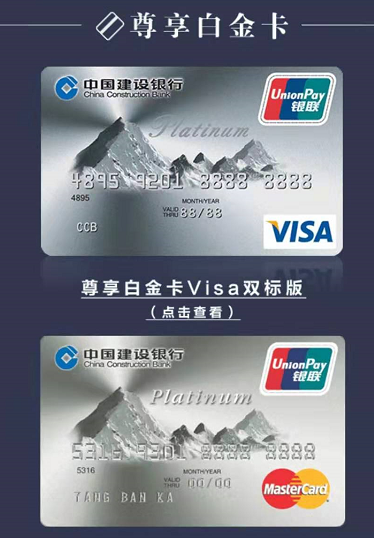 尊享白金卡
中国建设银行
China Construction Bank
UnionPay
银联
Platinum
4895 9201 8888 8888
4895
MONTH/YEAR
VALID THRU 88/88
CCB
VISA
尊享白金卡Visa双标版
（点击查看）
中国建设银行
China Construction Bank
UnionPay
银联
Platinum
5316 9301 8888 8888
5316
MONTH/YEAR
VALID THRU 00/00
TANG BAN KA
MasterCard